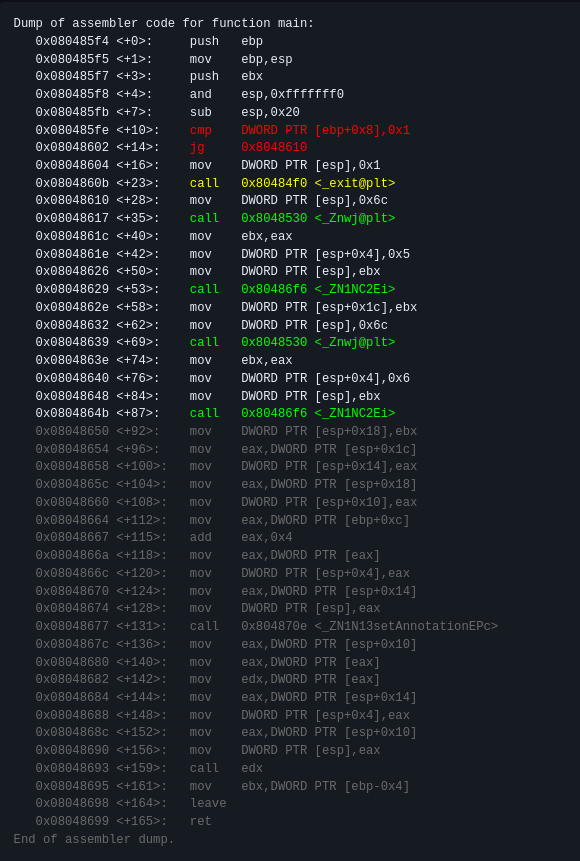 Dump of assembler code for function main:
0x080485f4 <+0>: push ebp
0x080485f5 <+1>: mov ebp,esp
0x080485f7 <+3>: push ebx
0x080485f8 <+4>: and esp,0xfffffff0
0x080485fb <+7>: sub esp,0x20
0x080485fe <+10>: cmp DWORD PTR [ebp+0x8],0x1
0x08048602 <+14>: jg 0x8048610
0x08048604 <+16>: mov DWORD PTR [esp],0x1
0x0804860b <+23>: call 0x80484f0 <_exit@plt>
0x08048610 <+28>: mov DWORD PTR [esp],0x6c
0x08048617 <+35>: call 0x8048530 <_Znwj@plt>
0x0804861c <+40>: mov ebx,eax
0x0804861e <+42>: mov DWORD PTR [esp+0x4],0x5
0x08048626 <+50>: mov DWORD PTR [esp],ebx
0x08048629 <+53>: call 0x80486f6 <_ZN1NC2Ei>
0x0804862e <+58>: mov DWORD PTR [esp+0x1c],ebx
0x08048632 <+62>: mov DWORD PTR [esp],0x6c
0x08048639 <+69>: call 0x8048530 <_Znwj@plt>
0x0804863e <+74>: mov ebx,eax
0x08048640 <+76>: mov DWORD PTR [esp+0x4],0x6
0x08048648 <+84>: mov DWORD PTR [esp],ebx
0x0804864b <+87>: call 0x80486f6 <_ZN1NC2Ei>
0x08048650 <+92>: mov DWORD PTR [esp+0x18],ebx
0x08048654 <+96>: mov eax,DWORD PTR [esp+0x1c]
0x08048658 <+100>: mov DWORD PTR [esp+0x14],eax
0x0804865c <+104>: mov eax,DWORD PTR [esp+0x18]
0x08048660 <+108>: mov DWORD PTR [esp+0x10],eax
0x08048664 <+112>: mov eax,DWORD PTR [ebp+0xc]
0x08048667 <+115>: add eax,0x4
0x0804866a <+118>: mov eax,DWORD PTR [eax]
0x0804866c <+120>: mov DWORD PTR [esp+0x4],eax
0x08048670 <+124>: mov eax,DWORD PTR [esp+0x14]
0x08048674 <+128>: mov DWORD PTR [esp],eax
0x08048677 <+131>: call 0x804870e <_ZN1N13setAnnotationEPc>
0x0804867c <+136>: mov eax,DWORD PTR [esp+0x10]
0x08048680 <+140>: mov eax,DWORD PTR [eax]
0x08048682 <+142>: mov edx,DWORD PTR [eax]
0x08048684 <+144>: mov eax,DWORD PTR [esp+0x14]
0x08048688 <+148>: mov DWORD PTR [esp+0x4],eax
0x0804868c <+152>: mov eax,DWORD PTR [esp+0x10]
0x08048690 <+156>: mov DWORD PTR [esp],eax
0x08048693 <+159>: call edx
0x08048695 <+161>: mov ebx,DWORD PTR [ebp-0x4]
0x08048698 <+164>: leave
0x08048699 <+165>: ret
End of assembler dump.